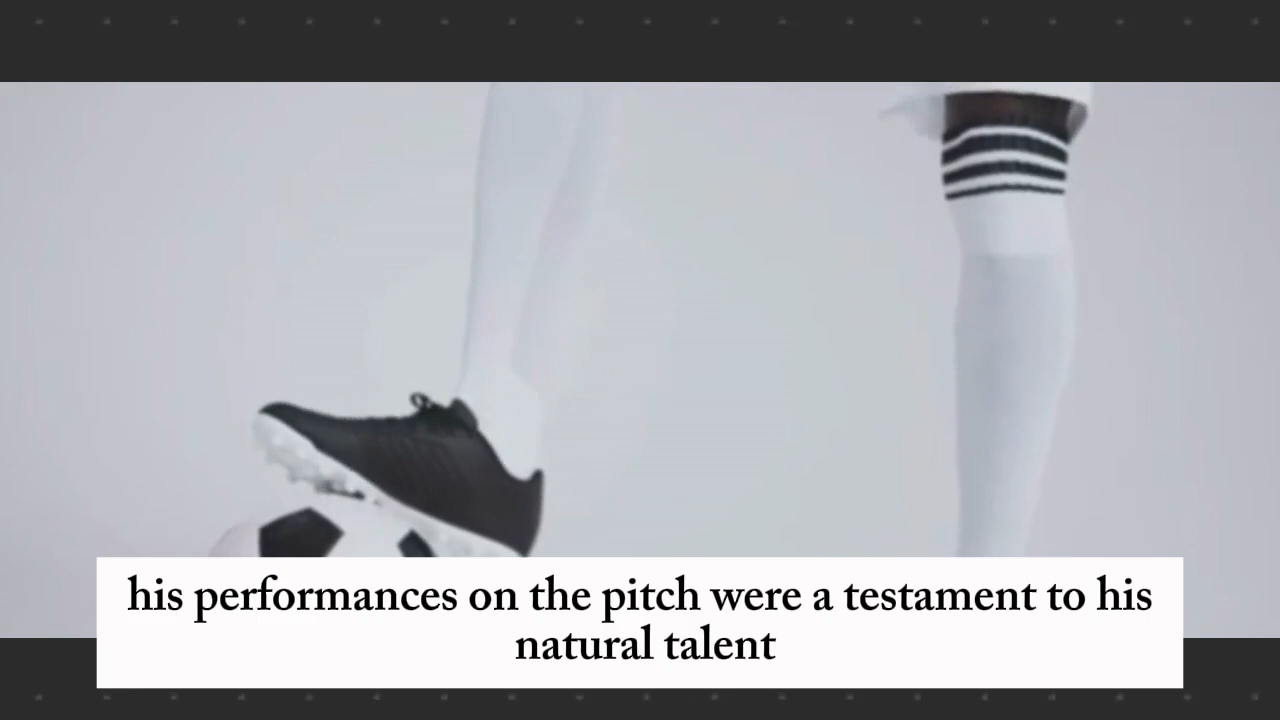 his performances on the pitch were a testament to his
natural talent